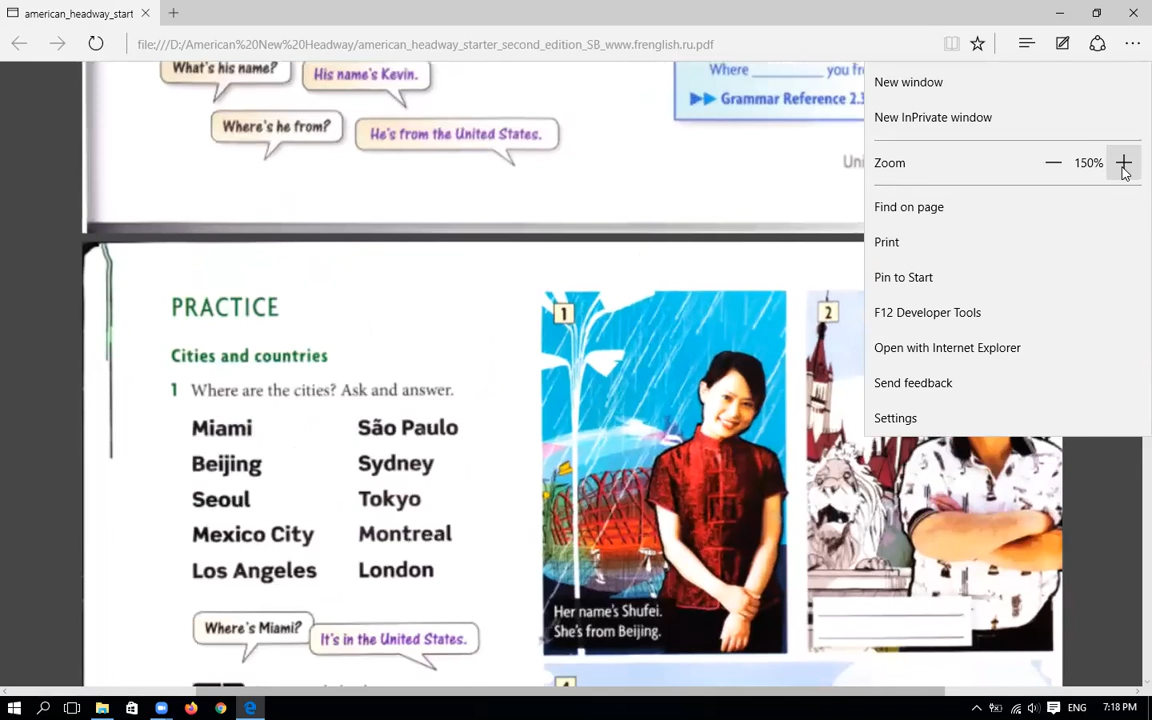 american_headway_start
file:///D:/American%20New%20Headway/american_headway_starter_second_edition_SB_www.frenglish.ru.pdf
What's his name?
His name's Kevin.
Where's he from?
He's from the United States.
Where ________ you
Grammar Reference 2.3
New window
New InPrivate window
Zoom
150%
Find on page
Print
Pin to Start
F12 Developer Tools
Open with Internet Explorer
Send feedback
Settings
PRACTICE
Cities and countries
1 Where are the cities? Ask and answer.
Miami
São Paulo
Beijing
Sydney
Seoul
Tokyo
Mexico City
Montreal
Los Angeles
London
Where's Miami?
It's in the United States.
1
2
Her name's Shufei.
She's from Beijing.
4
ENG
7:18 PM